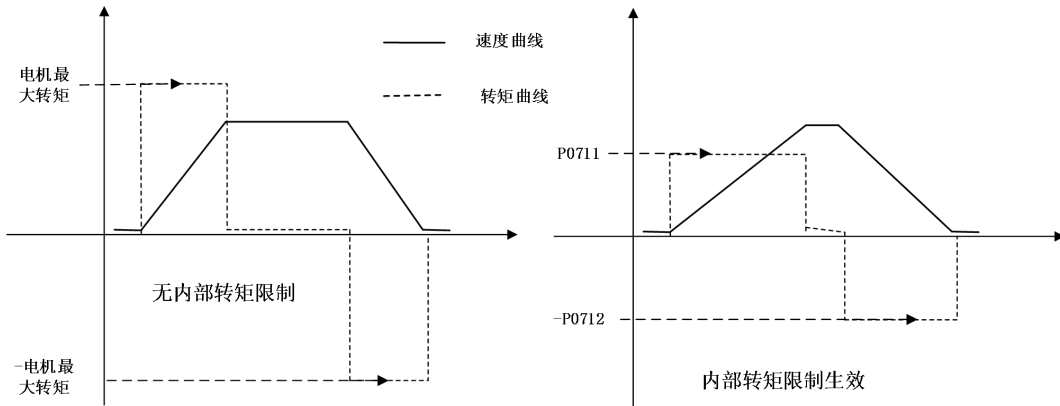 速度曲线
转矩曲线
电机最
大转矩
无内部转矩限制
-电机最
大转矩
P0711
-P0712
内部转矩限制生效